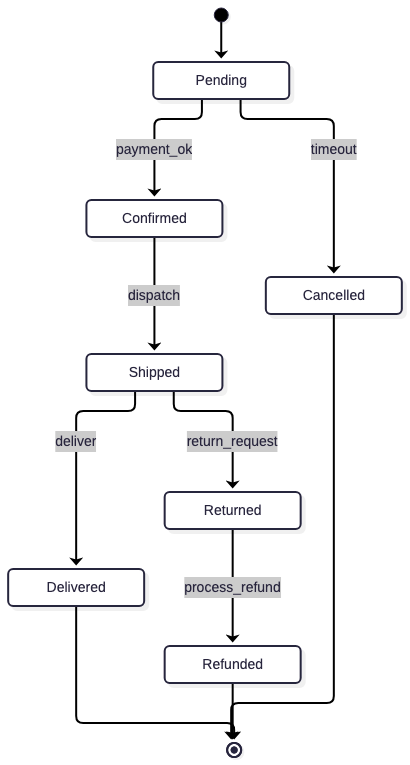 Pending
payment_ok
timeout
Confirmed
dispatch
Cancelled
Shipped
deliver
return_request
Returned
process_refund
Delivered
Refunded